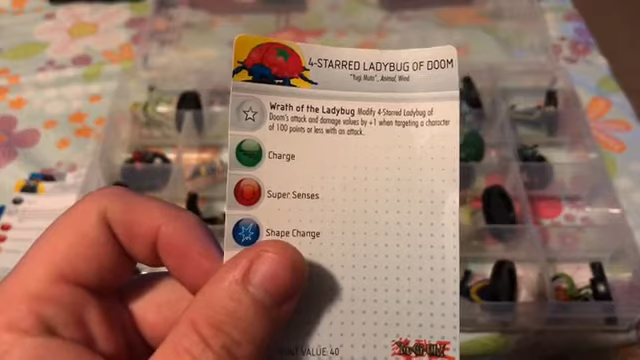 4-STARRED LADYBUG OF DOOM
"Yugi Muto", Animal, Wind
Wrath of the Ladybug Modify 4-Starred Ladybug of
Doom's attack and damage values by +1 when targeting a character
of 100 points or less with an attack.
Charge
Super Senses
Shape Change
VALUE: 40